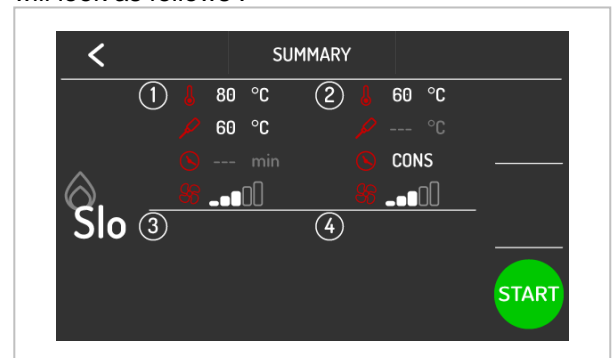 will look as follows :
SUMMARY
1 80 °C 2 60 °C
60 °C --- °C
--- min CONS
Slo 3 4
START